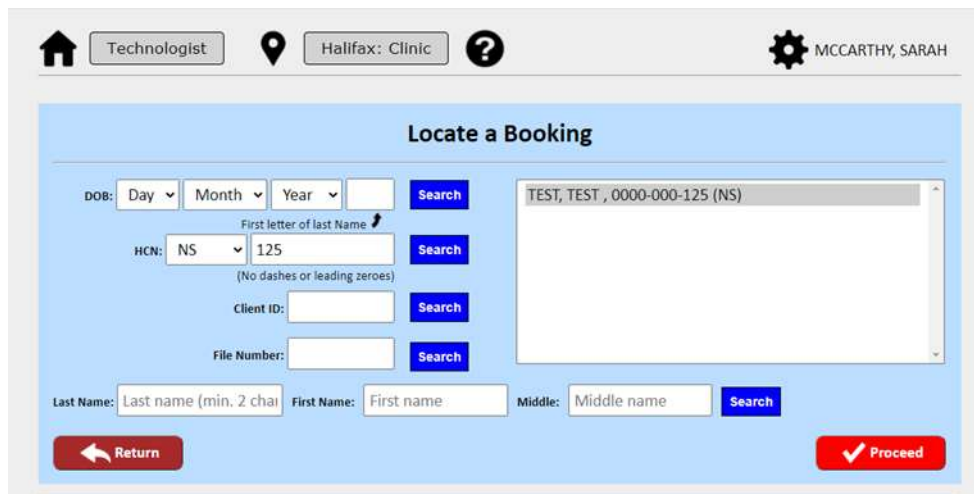 Technologist Halifax: Clinic ? MCCARTHY, SARAH
Locate a Booking
DOB: Day Month Year Search
First letter of last Name
HCN: NS 125 Search
(No dashes or leading zeroes)
Client ID: Search
File Number: Search
TEST, TEST , 0000-000-125 (NS)
Last Name: Last name (min. 2 chai First Name: First name Middle: Middle name Search
Return Proceed